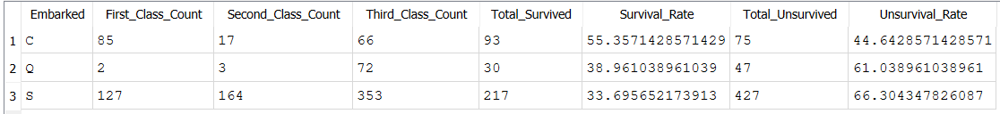 Embarked First_Class_Count Second_Class_Count Third_Class_Count Total_Survived Survival_Rate Total_Unsurvived Unsurvival_Rate
1 C 85 17 66 93 55.3571428571429 75 44.6428571428571
2 Q 2 3 72 30 38.961038961039 47 61.038961038961
3 S 127 164 353 217 33.695652173913 427 66.304347826087